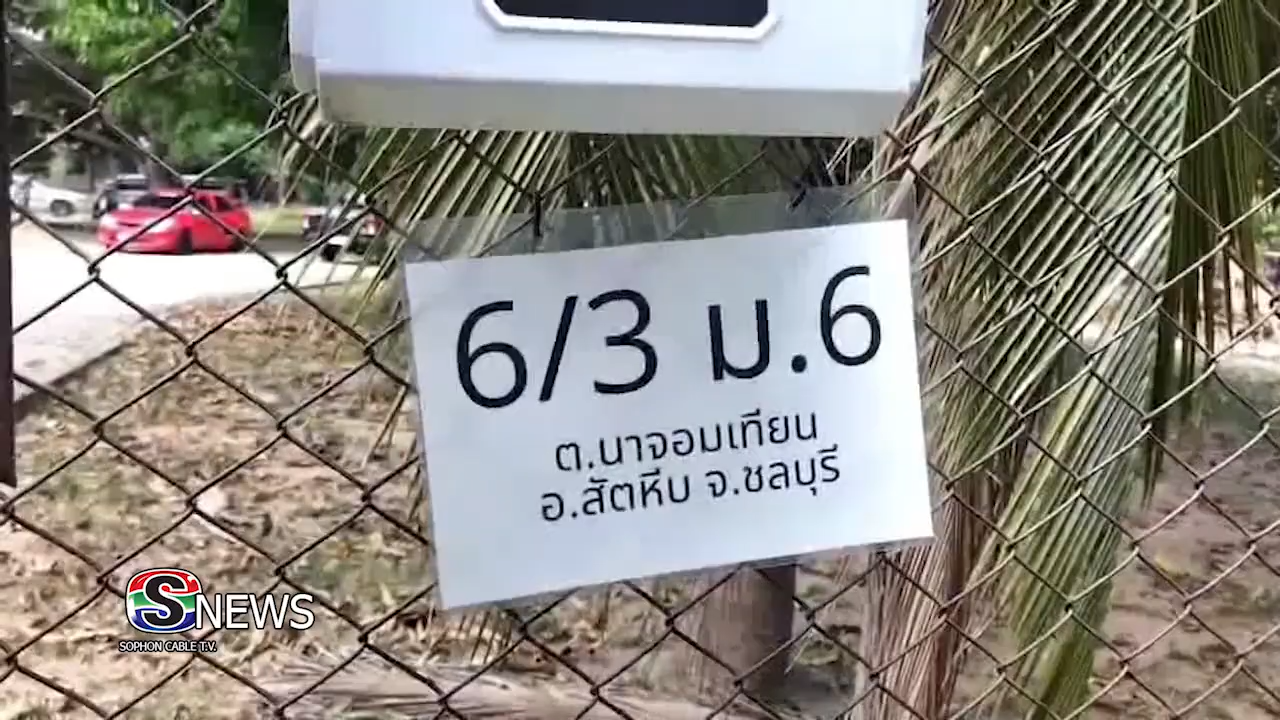 6/3 ม.6
ต.นาจอมเทียน
อ.สัตหีบ จ.ชลบุรี
S NEWS
SOPHON CABLE T.V.